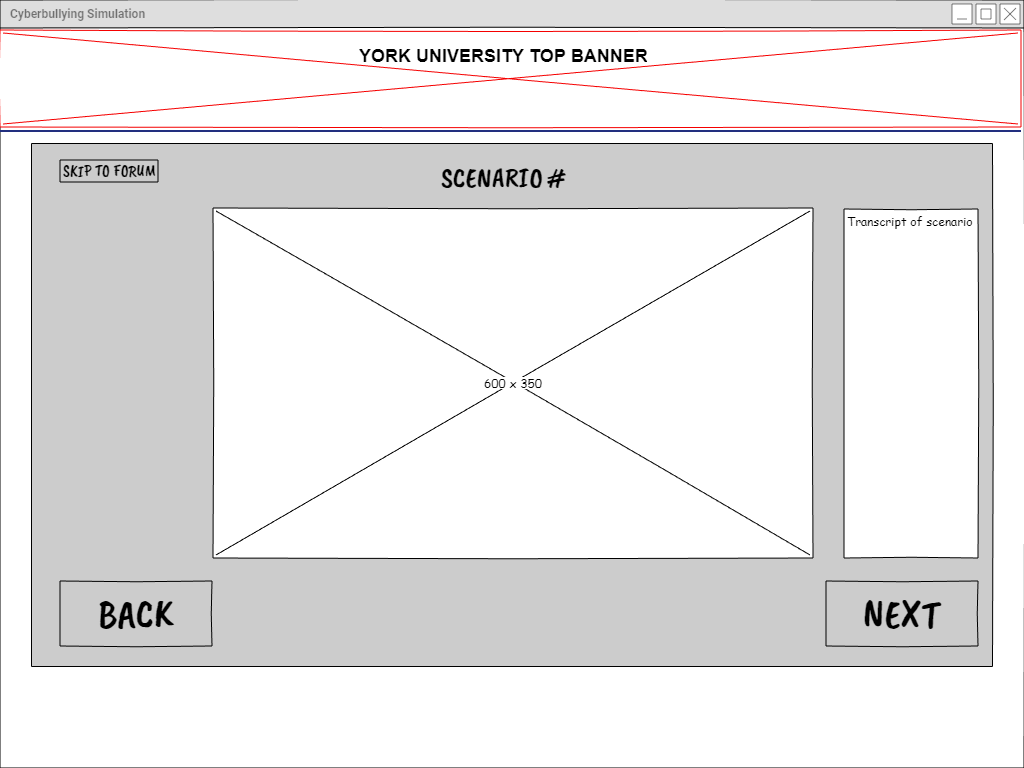 Cyberbullying Simulation
YORK UNIVERSITY TOP BANNER
SKIP TO FORUM
SCENARIO #
Transcript of scenario
600 x 350
BACK
NEXT